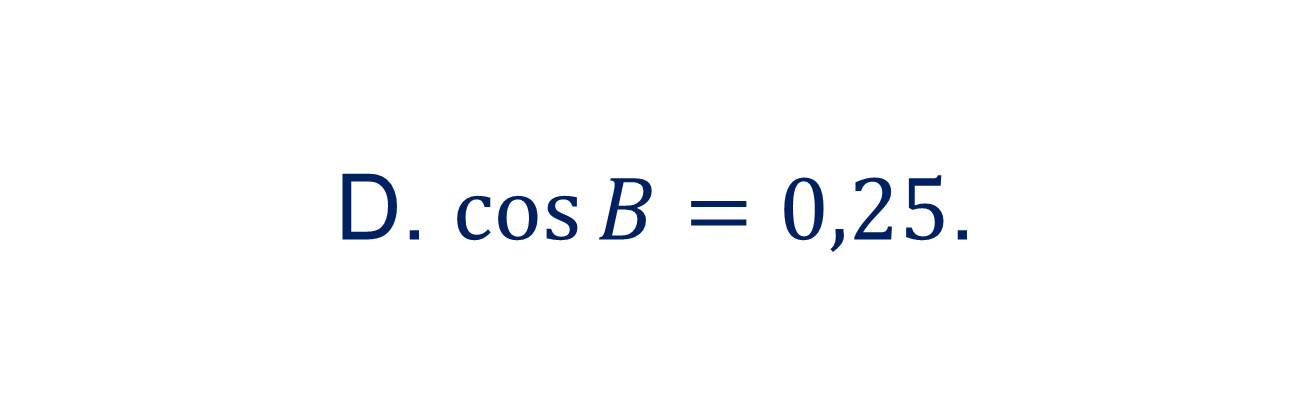 D. cos B = 0,25.